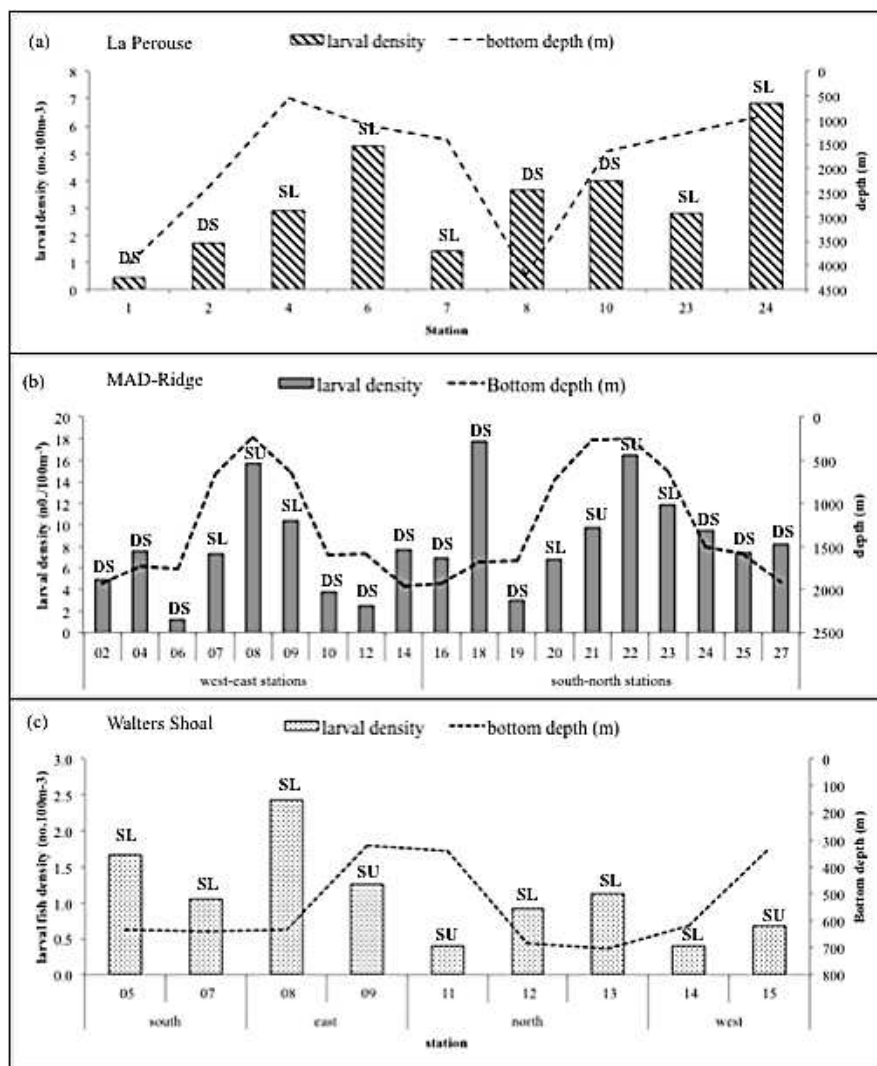 (a) La Perouse
larval density bottom depth (m)
larval density (no.100m-3)
8
7
6
5
4
3
2
1
0
DS DS SL SL SL DS DS SL SL
0
500
1000
1500
2000
2500
3000
3500
4000
4500
depth (m)
1 2 4 6 7 8 10 23 24
Station
(b) MAD-Ridge
larval density Bottom depth (m)
larval density (n0./100m⁻³)
20
18
16
14
12
10
8
6
4
2
0
DS DS DS SL SU SL DS DS DS DS DS DS SL SU SU SL DS DS DS
0
500
1000
1500
2000
2500
depth (m)
02 04 06 07 08 09 10 12 14 16 18 19 20 21 22 23 24 25 27
west-east stations south-north stations
(c) Walters Shoal
larval density bottom depth (m)
larval fish density (no.100m-3)
3.0
2.5
2.0
1.5
1.0
0.5
0.0
SL SL SL SU SU SL SL SL SU
0
100
200
300
400
500
600
700
800
Bottom depth (m)
05 07 08 09 11 12 13 14 15
south east north west
station